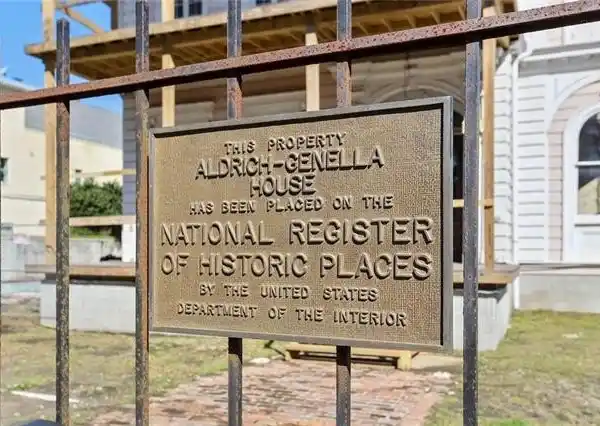 THIS PROPERTY
ALDRICH-GENELLA
HOUSE
HAS BEEN PLACED ON THE
NATIONAL REGISTER
OF HISTORIC PLACES
BY THE UNITED STATES
DEPARTMENT OF THE INTERIOR